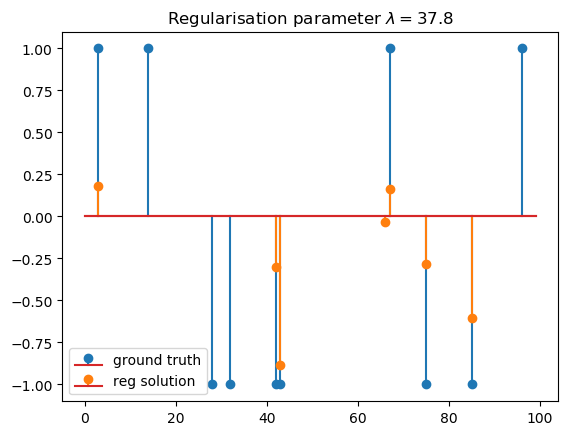 Regularisation parameter λ = 37.8
1.00
0.75
0.50
0.25
0.00
−0.25
−0.50
−0.75
−1.00
ground truth
reg solution
0 20 40 60 80 100